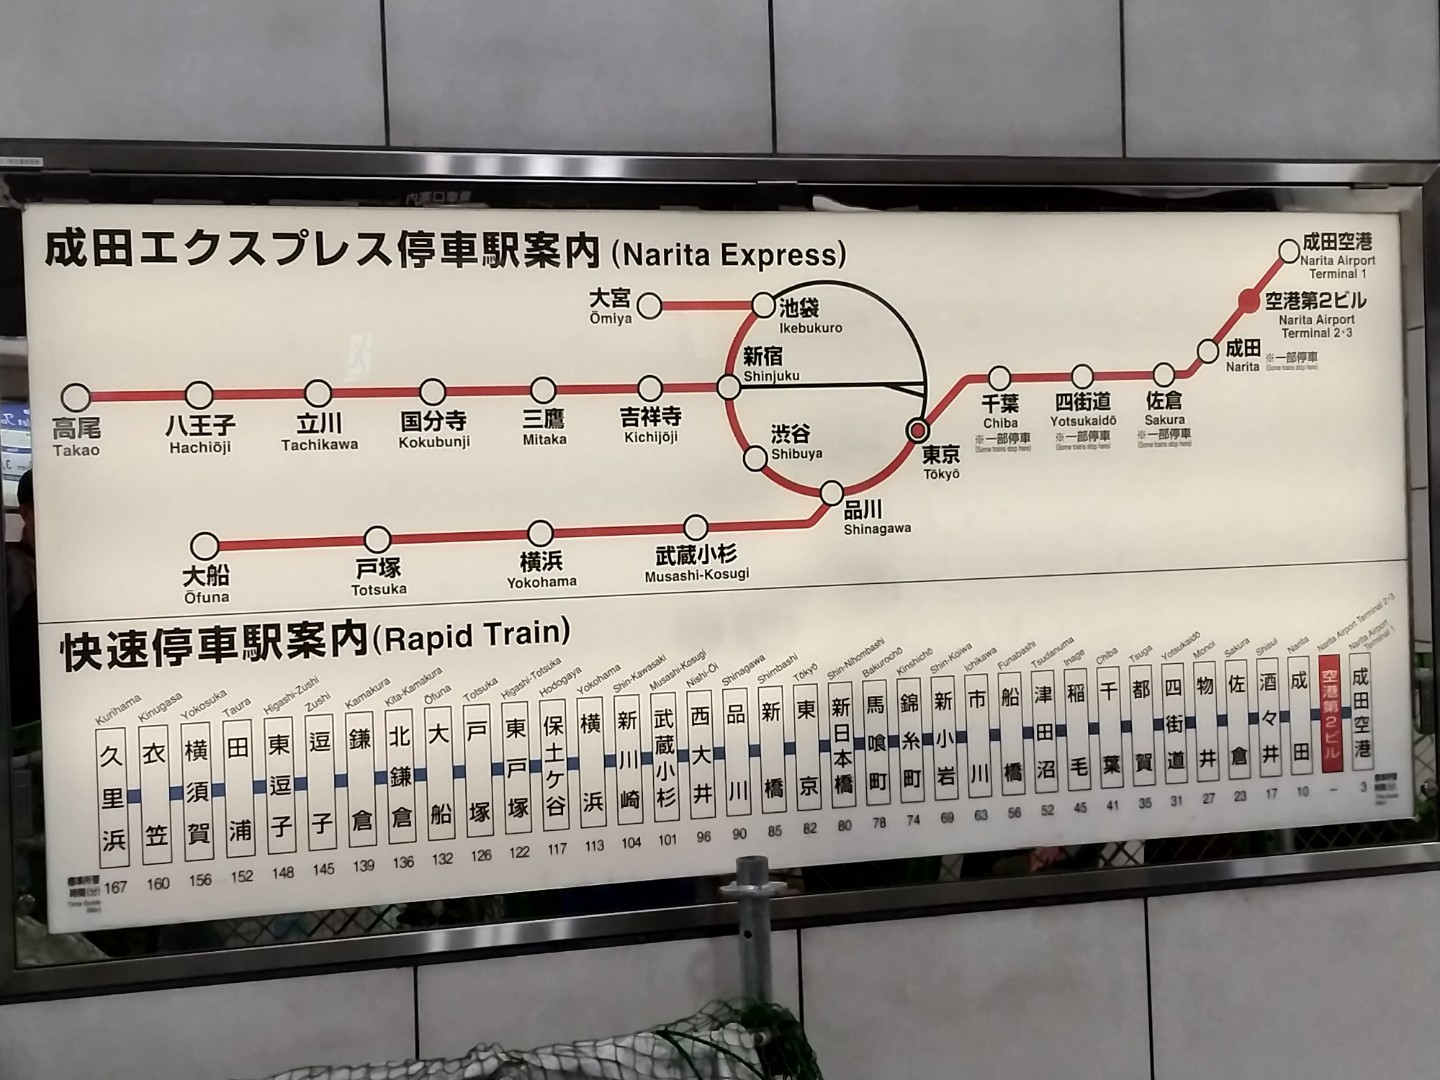 成田エクスプレス停車駅案内 (Narita Express)
成田空港
Narita Airport
Terminal 1
空港第2ビル
Narita Airport
Terminal 2・3
大宮
Ōmiya
池袋
Ikebukuro
新宿
Shinjuku
成田
Narita
※一部停車
(Some trains stop here)
高尾
Takao
八王子
Hachiōji
立川
Tachikawa
国分寺
Kokubunji
三鷹
Mitaka
吉祥寺
Kichijōji
渋谷
Shibuya
東京
Tōkyō
千葉
Chiba
※一部停車
(Some trains stop here)
四街道
Yotsukaidō
※一部停車
(Some trains stop here)
佐倉
Sakura
※一部停車
(Some trains stop here)
品川
Shinagawa
大船
Ōfuna
戸塚
Totsuka
横浜
Yokohama
武蔵小杉
Musashi-Kosugi
快速停車駅案内 (Rapid Train)
Kurihama
久里浜
167
Kinugasa
衣笠
160
Yokosuka
横須賀
156
Taura
田浦
152
Higashi-Zushi
東逗子
148
Zushi
逗子
145
Kamakura
鎌倉
139
Kita-Kamakura
北鎌倉
136
Ōfuna
大船
132
Totsuka
戸塚
126
Higashi-Totsuka
東戸塚
122
Hodogaya
保土ケ谷
117
Yokohama
横浜
113
Shin-Kawasaki
新川崎
104
Musashi-Kosugi
武蔵小杉
101
Nishi-Ōi
西大井
96
Shinagawa
品川
90
Shimbashi
新橋
85
Tōkyō
東京
82
Shin-Nihombashi
新日本橋
80
Bakurochō
馬喰町
78
Kinshichō
錦糸町
74
Shin-Koiwa
新小岩
69
Ichikawa
市川
63
Funabashi
船橋
56
Tsudanuma
津田沼
52
Inage
稲毛
45
Chiba
千葉
41
Tsuga
都賀
35
Yotsukaidō
四街道
31
Monoi
物井
27
Sakura
佐倉
23
Shisui
酒々井
17
Narita
成田
10
Narita Airport Terminal 2・3
空港第2ビル
–
Narita Airport
Terminal 1
成田空港
3
標準所要
時間(分)
Time Guide
(Min)